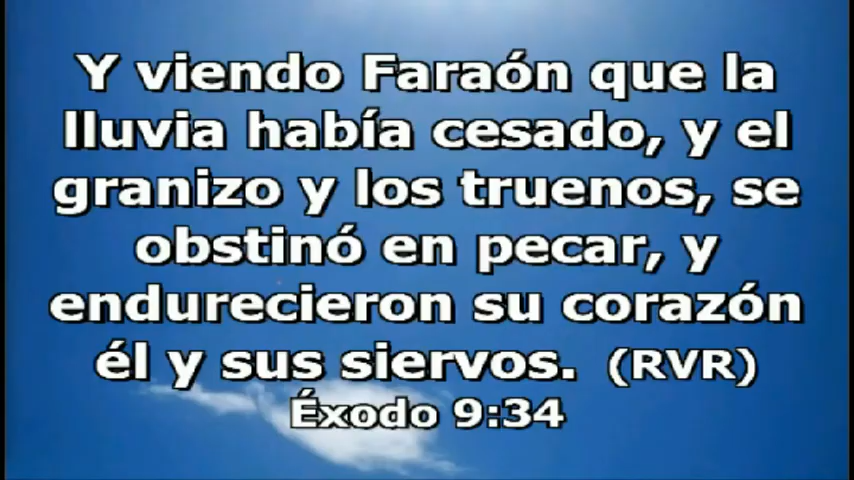 Y viendo Faraón que la
lluvia había cesado, y el
granizo y los truenos, se
obstinó en pecar, y
endurecieron su corazón
él y sus siervos. (RVR)
Éxodo 9:34